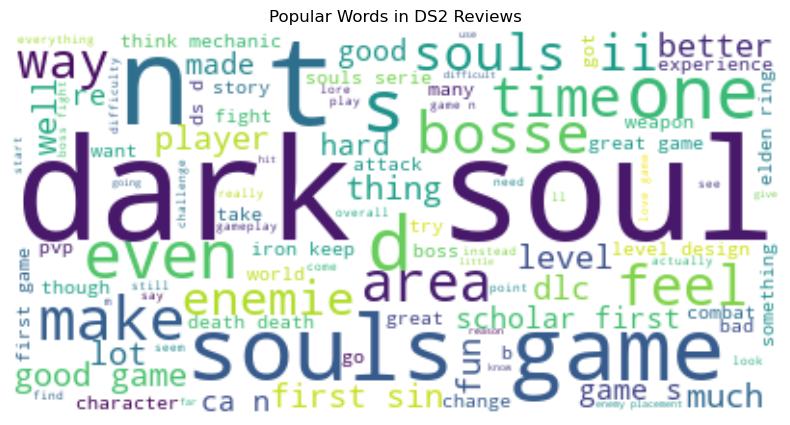 Popular Words in DS2 Reviews
everything
think mechanic
good
souls
ii
better
use
way
n
t
made
got
experience
re
story
souls serie
difficult
many
difficulty
ds d
s
lore
play
game n
time
one
well
boss fight
fight
weapon
elden ring
want
player
hard
bosse
great game
start
attack
dark soul
going
challenge
hit
really
thing
need
ll
love game
see
give
take
gameplay
overall
try
pvp
even
iron keep
d
boss
instead
level
level design
little
actually
though
world
come
area
point
dlc
feel
something
first game
still
say
m
make
enemie
death death
great
scholar first
combat
bad
lot
seem
souls
go
reason
b
fun
game
know
look
good game
find
character
far
ca n
first sin
change
game s
enemy placement
much